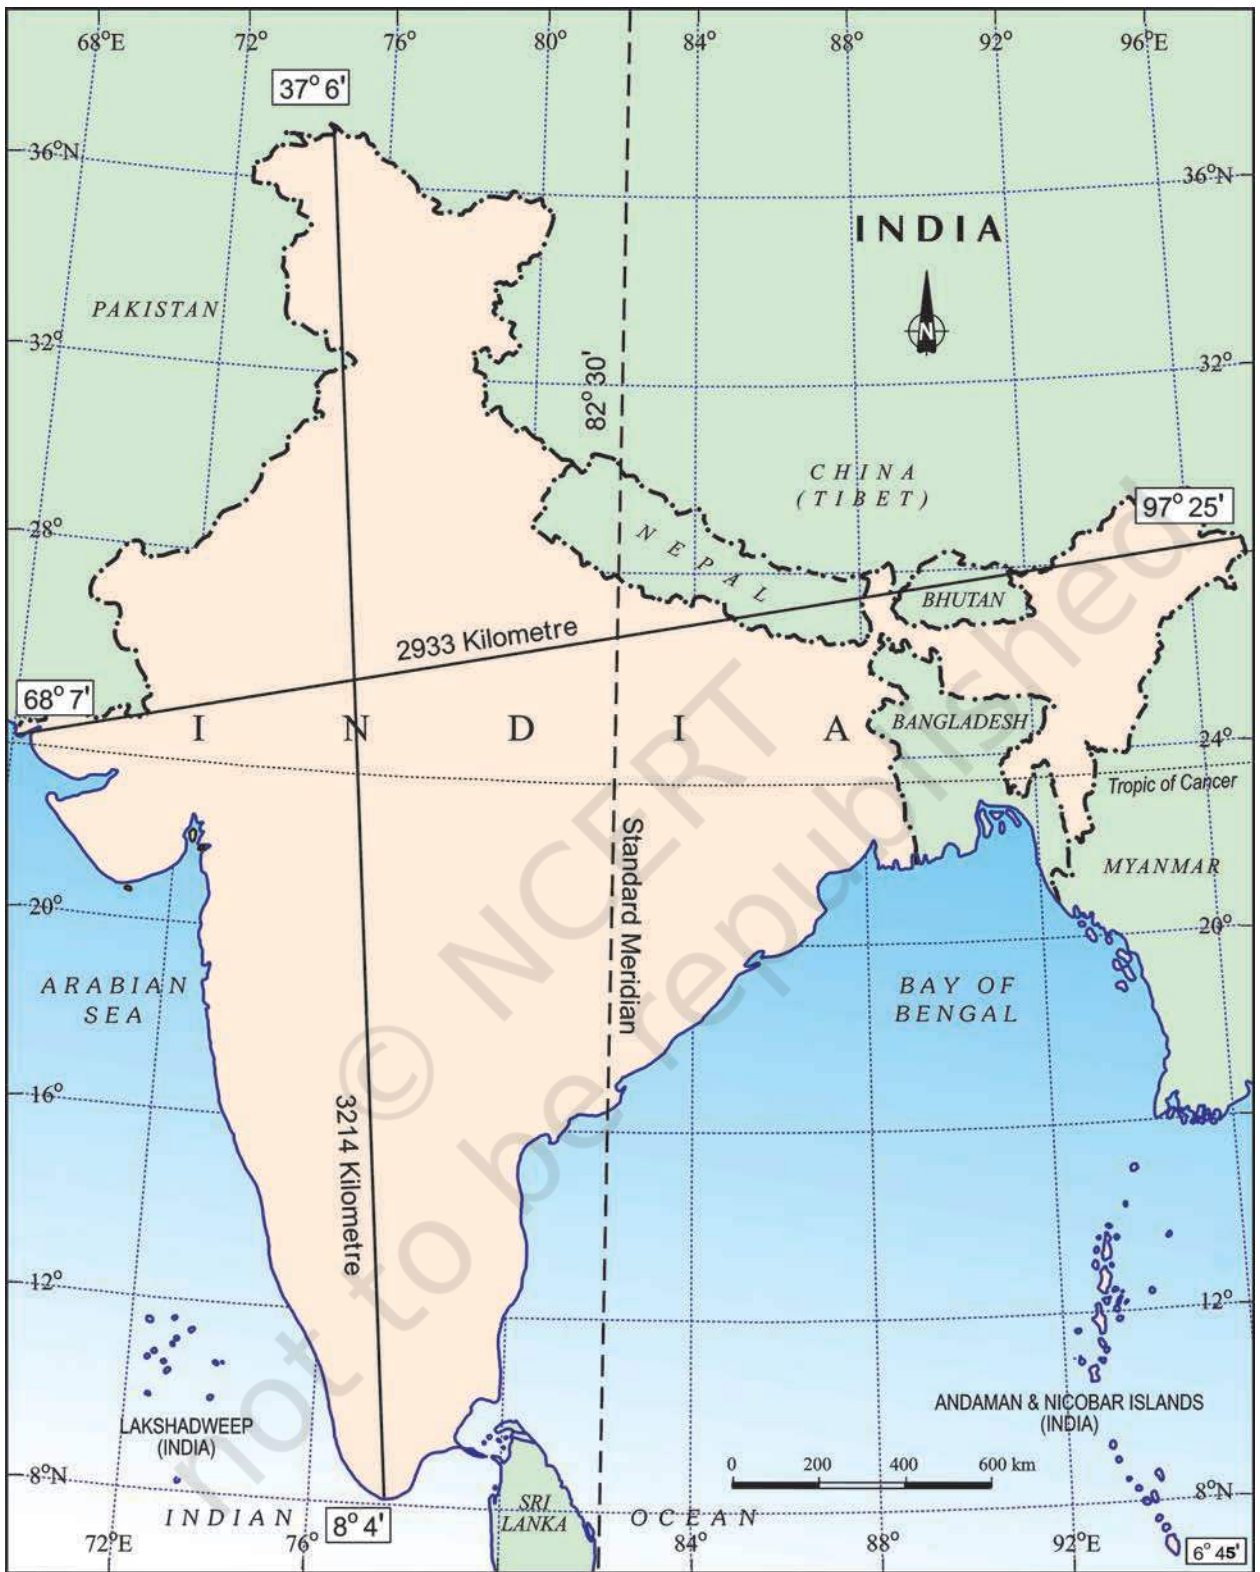 68°E 72° 76° 80° 84° 88° 92° 96°E
37° 6'
36°N
36°N
INDIA
N
PAKISTAN
32°
32°
82° 30'
CHINA
(TIBET)
97° 25'
28°
NEPAL
BHUTAN
2933 Kilometre
68° 7'
INDIA
BANGLADESH
24°
Tropic of Cancer
Standard Meridian
MYANMAR
20°
20°
ARABIAN
SEA
BAY OF
BENGAL
© NCERT
not to be republished
16°
3214 Kilometre
12°
12°
LAKSHADWEEP
(INDIA)
ANDAMAN & NICOBAR ISLANDS
(INDIA)
0 200 400 600 km
8°N
8°N
INDIAN OCEAN
8° 4'
SRI
LANKA
72°E 76° 84° 88° 92°E
6° 45'